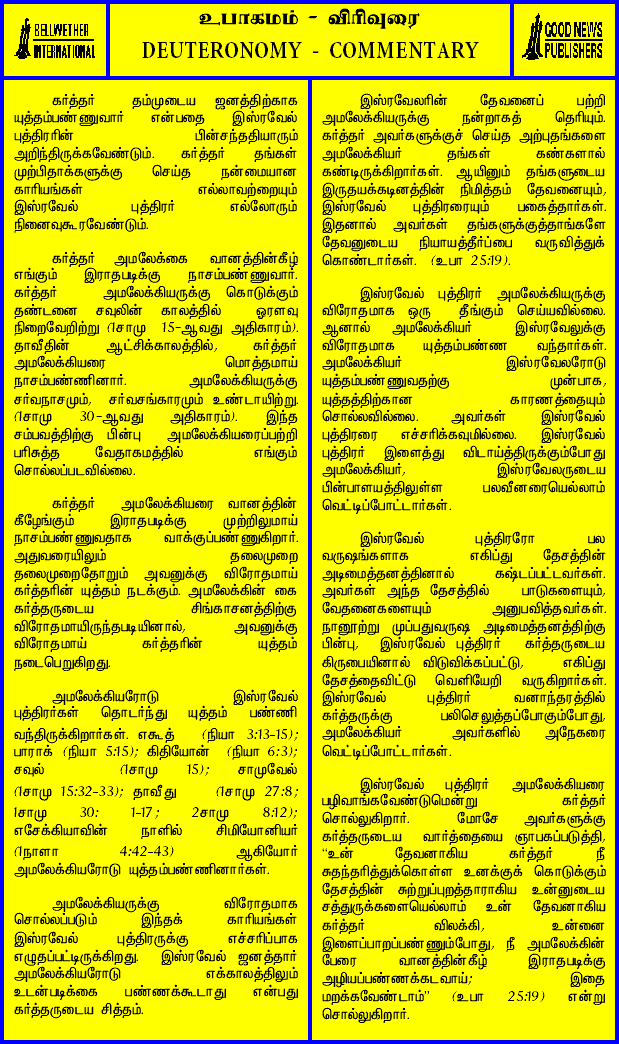 BELLWETHER
INTERNATIONAL
உபாகமம் - விரிவுரை
DEUTERONOMY - COMMENTARY
GOOD NEWS
PUBLISHERS
கர்த்தர் தம்முடைய ஜனத்திற்காக
யுத்தம்பண்ணுவார் என்பதை இஸ்ரவேல்
புத்திரரின் பின்சந்ததியாரும்
அறிந்திருக்கவேண்டும். கர்த்தர் தங்கள்
முற்பிதாக்களுக்கு செய்த நன்மையான
காரியங்கள் எல்லாவற்றையும்
இஸ்ரவேல் புத்திரர் எல்லோரும்
நினைவுகூரவேண்டும்.
கர்த்தர் அமலேக்கை வானத்தின்கீழ்
எங்கும் இராதபடிக்கு நாசம்பண்ணுவார்.
கர்த்தர் அமலேக்கியருக்கு கொடுக்கும்
தண்டனை சவுலின் காலத்தில் ஓரளவு
நிறைவேறிற்று (1சாமு 15-ஆவது அதிகாரம்).
தாவீதின் ஆட்சிக்காலத்தில், கர்த்தர்
அமலேக்கியரை மொத்தமாய்
நாசம்பண்ணினார். அமலேக்கியருக்கு
சர்வநாசமும், சர்வசங்காரமும் உண்டாயிற்று.
(1சாமு 30-ஆவது அதிகாரம்). இந்த
சம்பவத்திற்கு பின்பு அமலேக்கியரைப்பற்றி
பரிசுத்த வேதாகமத்தில் எங்கும்
சொல்லப்படவில்லை.
கர்த்தர் அமலேக்கியரை வானத்தின்
கீழேங்கும் இராதபடிக்கு முற்றிலுமாய்
நாசம்பண்ணுவதாக வாக்குப்பண்ணுகிறார்.
அதுவரையிலும் தலைமுறை
தலைமுறைதோறும் அவனுக்கு விரோதமாய்
கர்த்தரின் யுத்தம் நடக்கும். அமலேக்கின் கை
கர்த்தருடைய சிங்காசனத்திற்கு
விரோதமாயிருந்தபடியினால், அவனுக்கு
விரோதமாய் கர்த்தரின் யுத்தம்
நடைபெறுகிறது.
அமலேக்கியரோடு இஸ்ரவேல்
புத்திரர்கள் தொடர்ந்து யுத்தம் பண்ணி
வந்திருக்கிறார்கள். எகூத் (நியா 3:13-15);
பாராக் (நியா 5:15); கிதியோன் (நியா 6:3);
சவுல் (1சாமு 15); சாமுவேல்
(1சாமு 15:32-33); தாவீது (1சாமு 27:8;
1சாமு 30: 1-17; 2சாமு 8:12);
எசேக்கியாவின் நாளில் சிமியோனியர்
(1நாளா 4:42-43) ஆகியோர்
அமலேக்கியரோடு யுத்தம்பண்ணினார்கள்.
அமலேக்கியருக்கு விரோதமாக
சொல்லப்படும் இந்தக் காரியங்கள்
இஸ்ரவேல் புத்திரருக்கு எச்சரிப்பாக
எழுதப்பட்டிருக்கிறது. இஸ்ரவேல் ஜனத்தார்
அமலேக்கியரோடு எக்காலத்திலும்
உடன்படிக்கை பண்ணக்கூடாது என்பது
கர்த்தருடைய சித்தம்.
இஸ்ரவேலரின் தேவனைப் பற்றி
அமலேக்கியருக்கு நன்றாகத் தெரியும்.
கர்த்தர் அவர்களுக்குச் செய்த அற்புதங்களை
அமலேக்கியர் தங்கள் கண்களால்
கண்டிருக்கிறார்கள். ஆயினும் தங்களுடைய
இருதயக்கடினத்தின் நிமித்தம் தேவனையும்,
இஸ்ரவேல் புத்திரரையும் பகைத்தார்கள்.
இதனால் அவர்கள் தங்களுக்குத்தாங்களே
தேவனுடைய நியாயத்தீர்ப்பை வருவித்துக்
கொண்டார்கள். (உபா 25:19).
இஸ்ரவேல் புத்திரர் அமலேக்கியருக்கு
விரோதமாக ஒரு தீங்கும் செய்யவில்லை.
ஆனால் அமலேக்கியர் இஸ்ரவேலுக்கு
விரோதமாக யுத்தம்பண்ண வந்தார்கள்.
அமலேக்கியர் இஸ்ரவேலரோடு
யுத்தம்பண்ணுவதற்கு முன்பாக,
யுத்தத்திற்கான காரணத்தையும்
சொல்லவில்லை. அவர்கள் இஸ்ரவேல்
புத்திரரை எச்சரிக்கவுமில்லை. இஸ்ரவேல்
புத்திரர் இளைத்து விடாய்த்திருக்கும்போது
அமலேக்கியர், இஸ்ரவேலருடைய
பின்பாளயத்திலுள்ள பலவீனரையெல்லாம்
வெட்டிப்போட்டார்கள்.
இஸ்ரவேல் புத்திரரோ பல
வருஷங்களாக எகிப்து தேசத்தின்
அடிமைத்தனத்தினால் கஷ்டப்பட்டவர்கள்.
அவர்கள் அந்த தேசத்தில் பாடுகளையும்,
வேதனைகளையும் அனுபவித்தவர்கள்.
நானூற்று முப்பதுவருஷ அடிமைத்தனத்திற்கு
பின்பு, இஸ்ரவேல் புத்திரர் கர்த்தருடைய
கிருபையினால் விடுவிக்கப்பட்டு, எகிப்து
தேசத்தைவிட்டு வெளியேறி வருகிறார்கள்.
இஸ்ரவேல் புத்திரர் வனாந்தரத்தில்
கர்த்தருக்கு பலிசெலுத்தப்போகும்போது,
அமலேக்கியர் அவர்களில் அநேகரை
வெட்டிப்போட்டார்கள்.
இஸ்ரவேல் புத்திரர் அமலேக்கியரை
பழிவாங்கவேண்டுமென்று கர்த்தர்
சொல்லுகிறார். மோசே அவர்களுக்கு
கர்த்தருடைய வார்த்தையை ஞாபகப்படுத்தி,
"உன் தேவனாகிய கர்த்தர் நீ
சுதந்தரித்துக்கொள்ள உனக்குக் கொடுக்கும்
தேசத்தின் சுற்றுப்புறத்தாராகிய உன்னுடைய
சத்துருக்களையெல்லாம் உன் தேவனாகிய
கர்த்தர் விலக்கி, உன்னை
இளைப்பாறப்பண்ணும்போது, நீ அமலேக்கின்
பேரை வானத்தின்கீழ் இராதபடிக்கு
அழியப்பண்ணக்கடவாய்; இதை
மறக்கவேண்டாம்" (உபா 25:19) என்று
சொல்லுகிறார்.